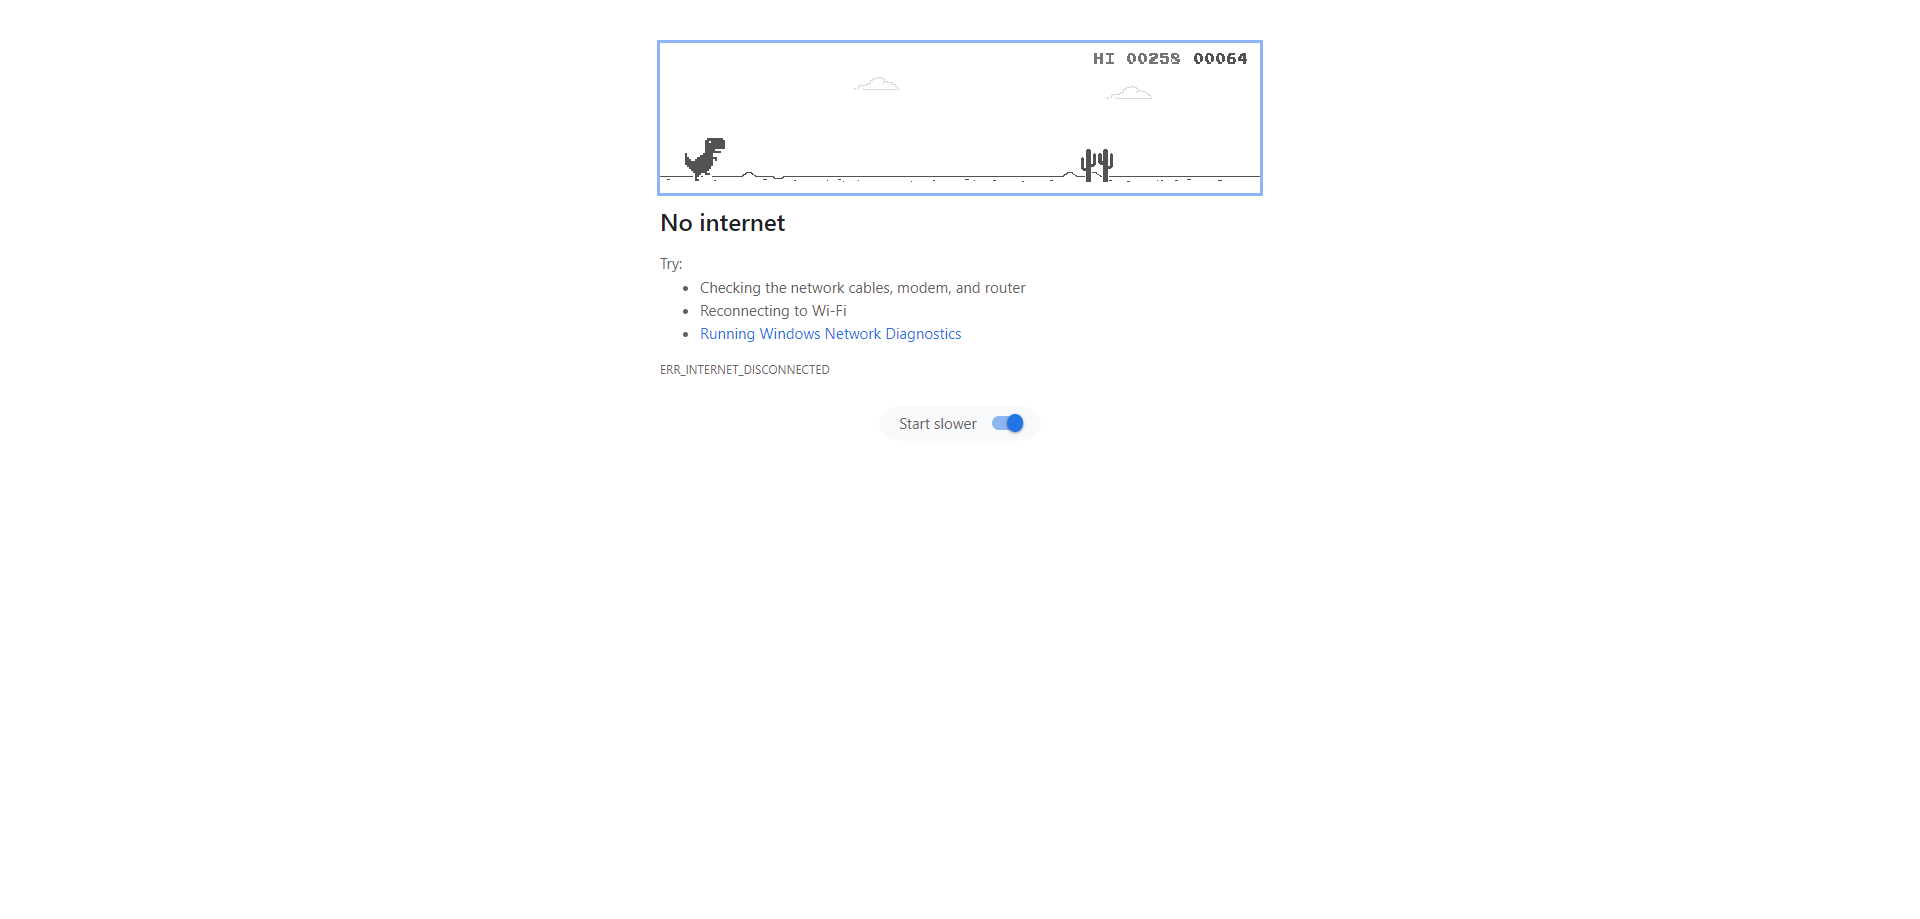 HI 00258 00064
No internet
Try:
Checking the network cables, modem, and router
Reconnecting to Wi-Fi
Running Windows Network Diagnostics
ERR_INTERNET_DISCONNECTED
Start slower